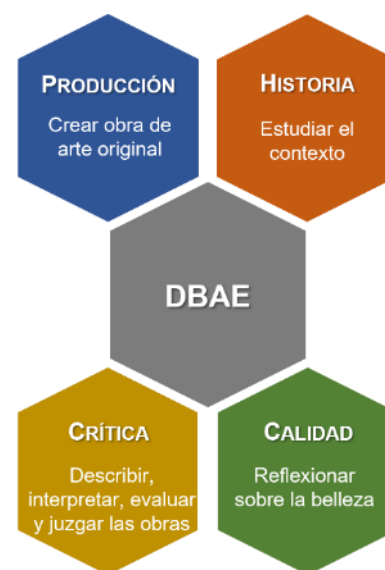 PRODUCCIÓN
Crear obra de
arte original
HISTORIA
Estudiar el
contexto
DBAE
CRÍTICA
Describir,
interpretar, evaluar
y juzgar las obras
CALIDAD
Reflexionar
sobre la belleza